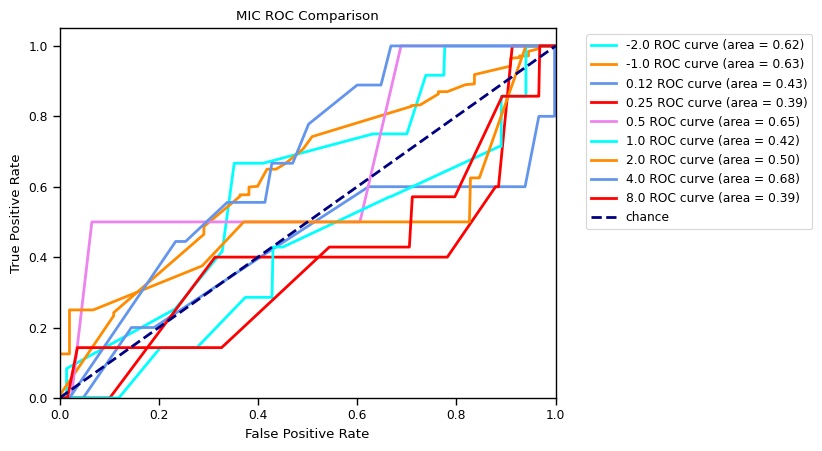 MIC ROC Comparison
True Positive Rate
1.0
0.8
0.6
0.4
0.2
0.0
0.0 0.2 0.4 0.6 0.8 1.0
False Positive Rate
-2.0 ROC curve (area = 0.62)
-1.0 ROC curve (area = 0.63)
0.12 ROC curve (area = 0.43)
0.25 ROC curve (area = 0.39)
0.5 ROC curve (area = 0.65)
1.0 ROC curve (area = 0.42)
2.0 ROC curve (area = 0.50)
4.0 ROC curve (area = 0.68)
8.0 ROC curve (area = 0.39)
chance